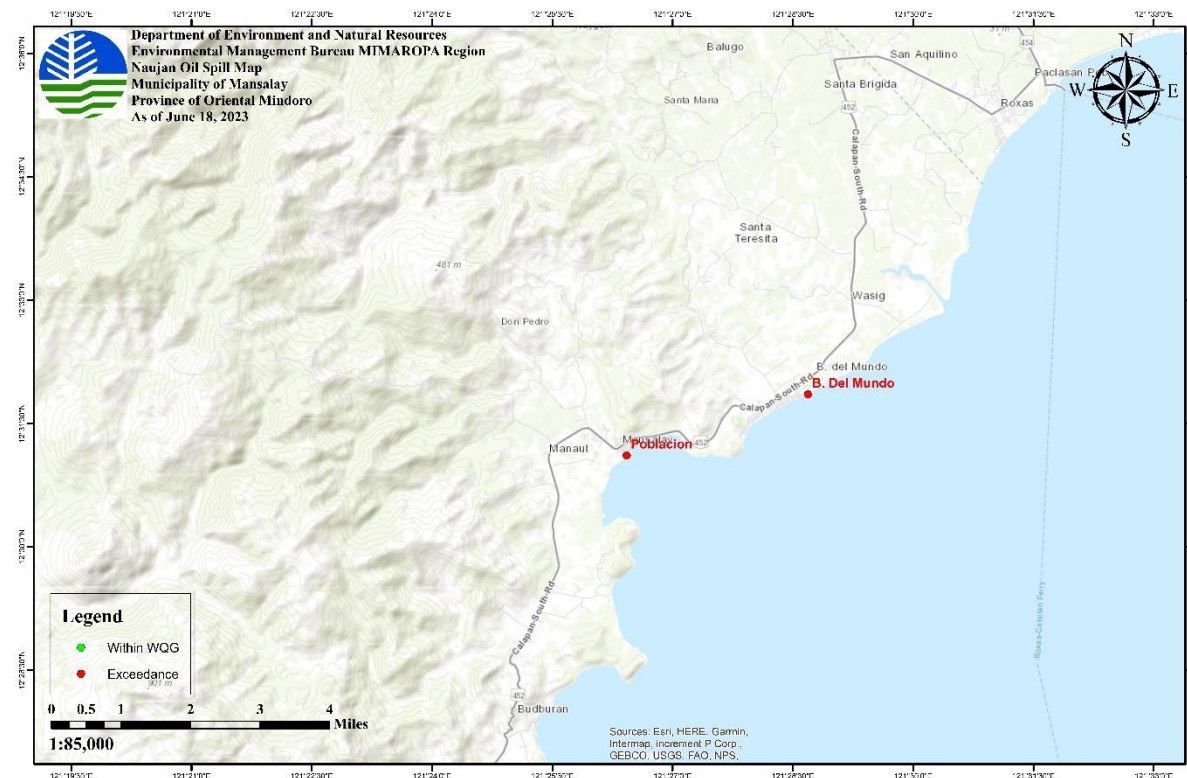 Department of Environment and Natural Resources
Environmental Management Bureau MIMAROPA Region
Naujan Oil Spill Map
Municipality of Mansalay
Province of Oriental Mindoro
As of June 18, 2023
N
W E
S
Balugo
San Aquilino
454
Santa Brigida
Santa Maria
Roxas
452
Calapan-South-Rd
Santa
Teresita
481 m
Wasig
Don Pedro
B. del Mundo
B. Del Mundo
Calapan-South-Rd
Manaul
Poblacion
452
Calapan-South-Rd
Legend
Within WQG
Exceedance
901 m
452
Budburan
0 0.5 1 2 3 4
Miles
1:85,000
Sources: Esri, HERE, Garmin,
Intermap, increment P Corp.,
GEBCO, USGS, FAO, NPS,